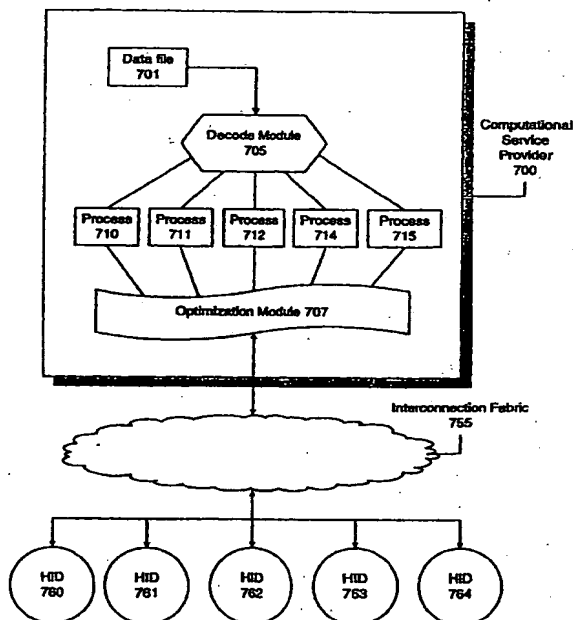 Data file
701
Decode Module
705
Computational
Service
Provider
700
Process
710
Process
711
Process
712
Process
714
Process
715
Optimization Module 707
Interconnection Fabric
755
HID
760
HID
761
HID
762
HID
763
HID
764